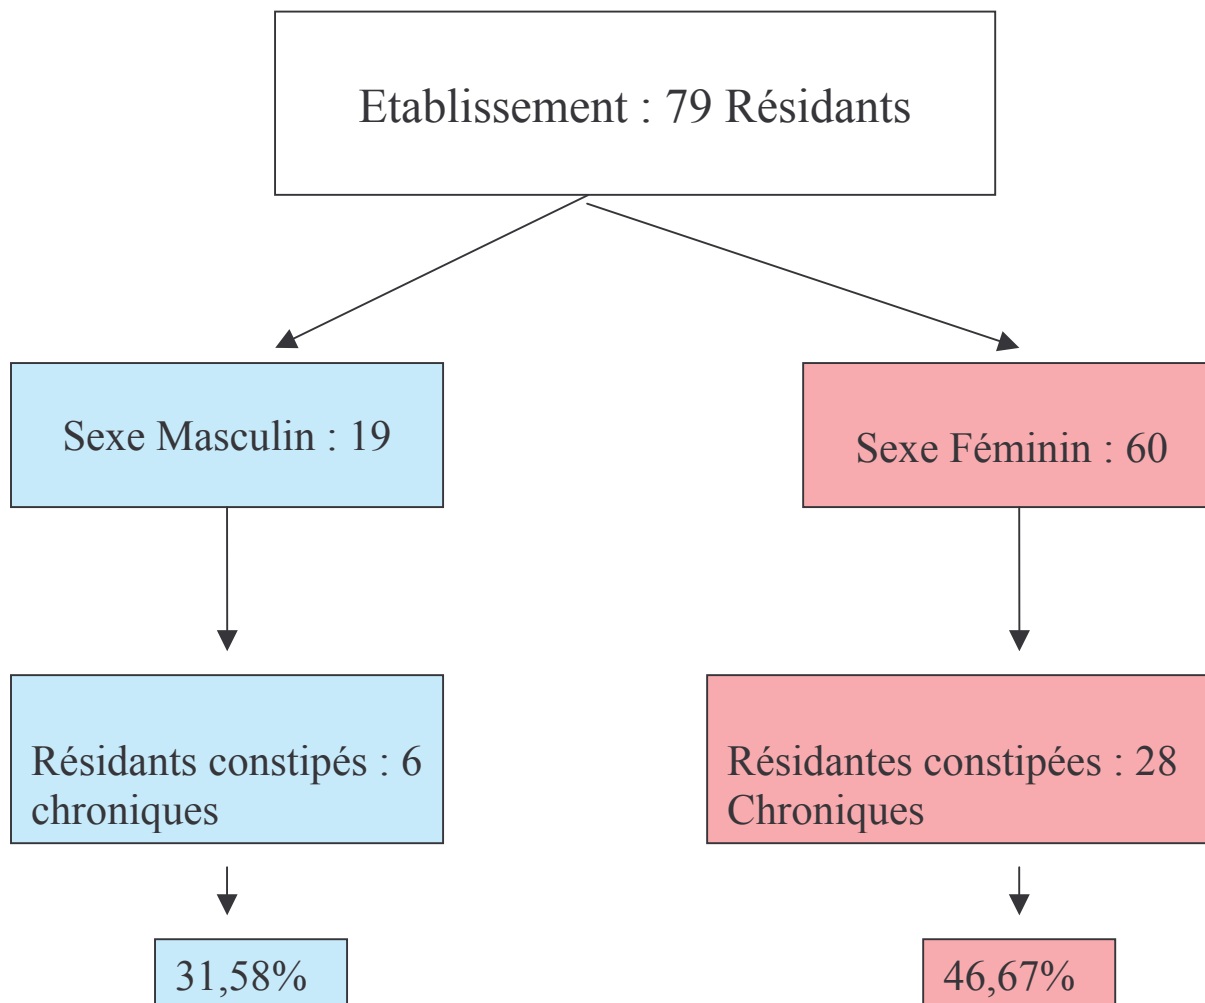 Etablissement : 79 Résidants
Sexe Masculin : 19
Sexe Féminin : 60
Résidants constipés : 6
chroniques
Résidantes constipées : 28
Chroniques
31,58%
46,67%